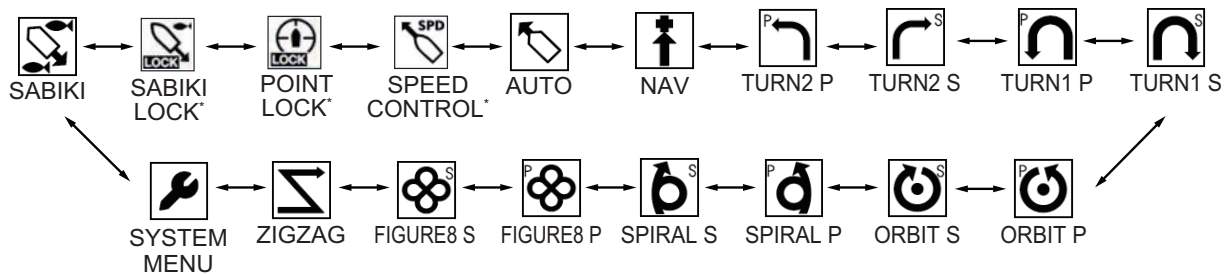 SPD
P
S
P
S
LOCK
LOCK
SABIKI
SABIKI
LOCK*
POINT
LOCK*
SPEED
CONTROL*
AUTO
NAV
TURN2 P
TURN2 S
TURN1 P
TURN1 S
S
P
S
P
S
P
SYSTEM
MENU
ZIGZAG
FIGURE8 S
FIGURE8 P
SPIRAL S
SPIRAL P
ORBIT S
ORBIT P